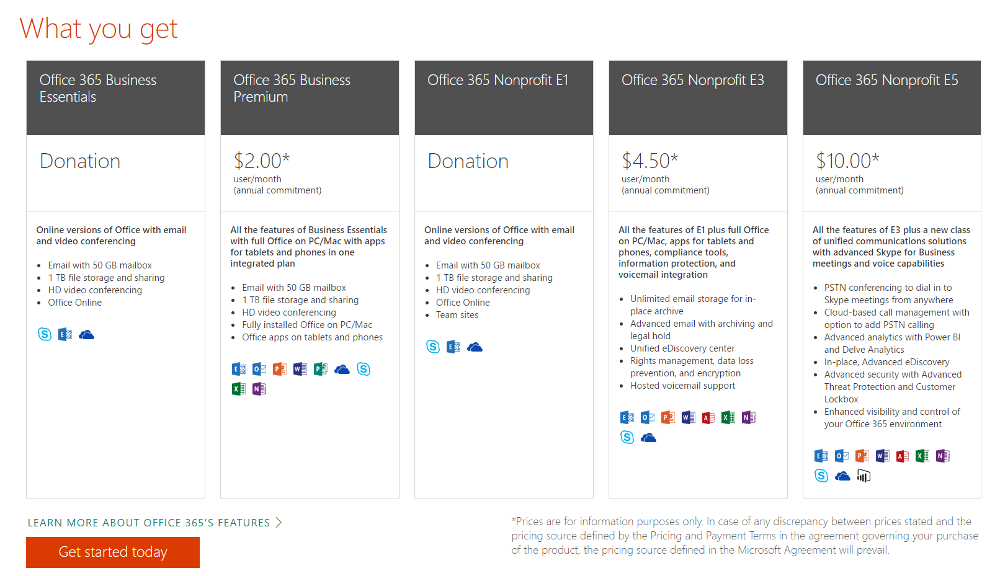 What you get
Office 365 Business
Essentials
Donation
Online versions of Office with email
and video conferencing
• Email with 50 GB mailbox
• 1 TB file storage and sharing
• HD video conferencing
• Office Online
Office 365 Business
Premium
$2.00*
user/month
(annual commitment)
All the features of Business Essentials
with full Office on PC/Mac with apps
for tablets and phones in one
integrated plan
• Email with 50 GB mailbox
• 1 TB file storage and sharing
• HD video conferencing
• Fully installed Office on PC/Mac
• Office apps on tablets and phones
Office 365 Nonprofit E1
Donation
Online versions of Office with email
and video conferencing
• Email with 50 GB mailbox
• 1 TB file storage and sharing
• HD video conferencing
• Office Online
• Team sites
Office 365 Nonprofit E3
$4.50*
user/month
(annual commitment)
All the features of E1 plus full Office
on PC/Mac, apps for tablets and
phones, compliance tools,
information protection, and
voicemail integration
• Unlimited email storage for in-
place archive
• Advanced email with archiving and
legal hold
• Unified eDiscovery center
• Rights management, data loss
prevention, and encryption
• Hosted voicemail support
Office 365 Nonprofit E5
$10.00*
user/month
(annual commitment)
All the features of E3 plus a new class
of unified communications solutions
with advanced Skype for Business
meetings and voice capabilities
• PSTN conferencing to dial in to
Skype meetings from anywhere
• Cloud-based call management with
option to add PSTN calling
• Advanced analytics with Power BI
and Delve Analytics
• In-place, Advanced eDiscovery
• Advanced security with Advanced
Threat Protection and Customer
Lockbox
• Enhanced visibility and control of
your Office 365 environment
LEARN MORE ABOUT OFFICE 365'S FEATURES
Get started today
*Prices are for information purposes only. In case of any discrepancy between prices stated and the
pricing source defined by the Pricing and Payment Terms in the agreement governing your purchase
of the product, the pricing source defined in the Microsoft Agreement will prevail.